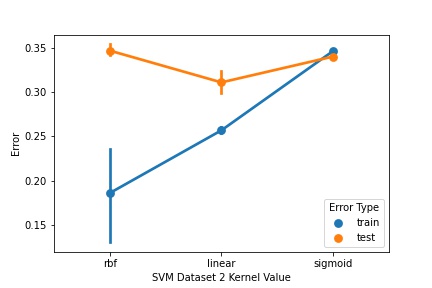 0.35
0.30
0.25
0.20
0.15
Error
rbf
linear
sigmoid
SVM Dataset 2 Kernel Value
Error Type
train
test